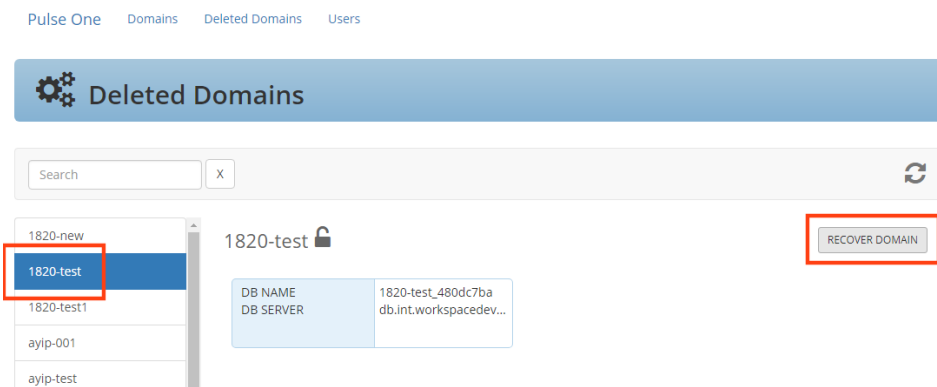 Pulse One Domains Deleted Domains Users
Deleted Domains
Search X
1820-new
1820-test
1820-test1
ayip-001
ayip-test
1820-test
RECOVER DOMAIN
DB NAME 1820-test_480dc7ba
DB SERVER db.int.workspacedev...